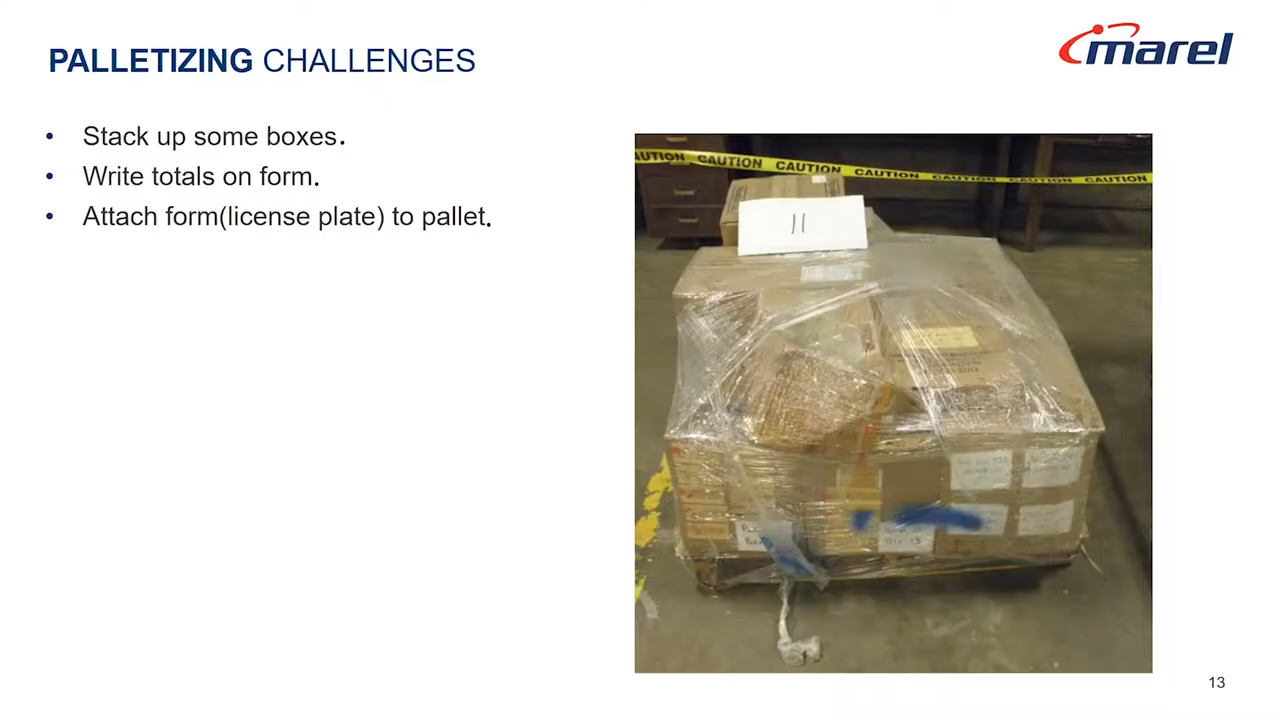 PALLETIZING CHALLENGES
marel
• Stack up some boxes.
• Write totals on form.
• Attach form(license plate) to pallet.
CAUTION CAUTION CAUTION CAUTION CAUTION CAUTION
11
13